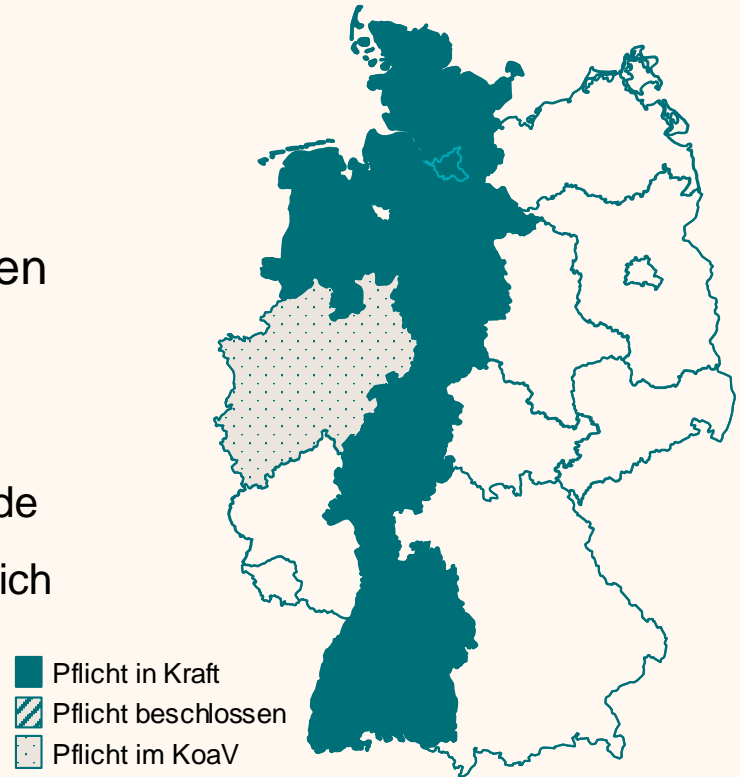 en
de
ich
Pflicht in Kraft
Pflicht beschlossen
Pflicht im KoaV